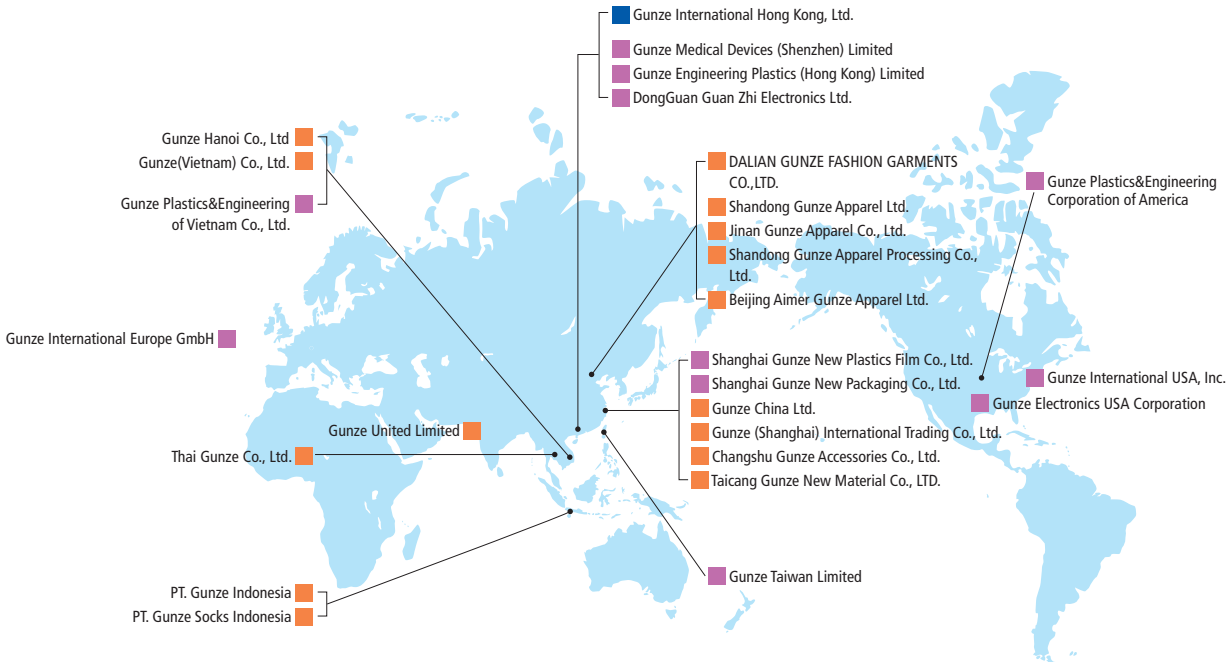 Gunze International Hong Kong, Ltd.
Gunze Medical Devices (Shenzhen) Limited
Gunze Engineering Plastics (Hong Kong) Limited
DongGuan Guan Zhi Electronics Ltd.
Gunze Hanoi Co., Ltd
Gunze(Vietnam) Co., Ltd.
Gunze Plastics&Engineering
of Vietnam Co., Ltd.
DALIAN GUNZE FASHION GARMENTS
CO.,LTD.
Shandong Gunze Apparel Ltd.
Jinan Gunze Apparel Co., Ltd.
Shandong Gunze Apparel Processing Co.,
Ltd.
Beijing Aimer Gunze Apparel Ltd.
Gunze Plastics&Engineering
Corporation of America
Gunze International Europe GmbH
Shanghai Gunze New Plastics Film Co., Ltd.
Shanghai Gunze New Packaging Co., Ltd.
Gunze China Ltd.
Gunze (Shanghai) International Trading Co., Ltd.
Changshu Gunze Accessories Co., Ltd.
Taicang Gunze New Material Co., LTD.
Gunze International USA, Inc.
Gunze Electronics USA Corporation
Gunze United Limited
Thai Gunze Co., Ltd.
Gunze Taiwan Limited
PT. Gunze Indonesia
PT. Gunze Socks Indonesia